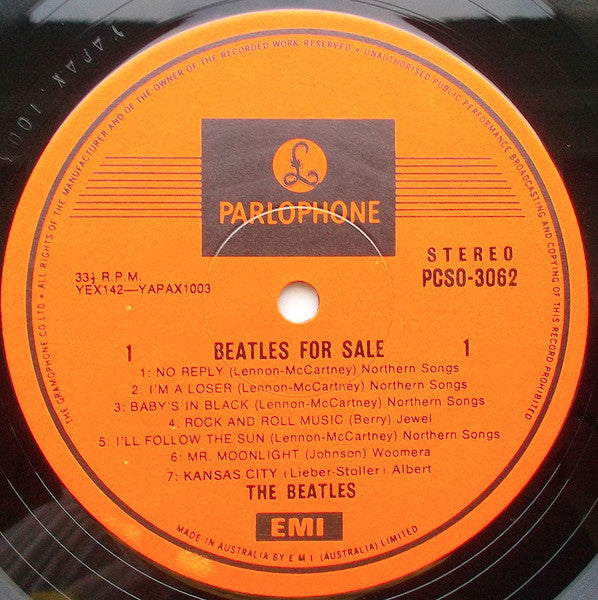 YAPAX.1003
ALL RIGHTS OF THE MANUFACTURER AND OF THE OWNER OF THE RECORDED WORK RESERVED • UNAUTHORISED PUBLIC PERFORMANCE BROADCASTING AND COPYING OF THIS RECORD PROHIBITED
THE GRAMOPHONE CO LTD •
£
PARLOPHONE
STEREO
PCSO-3062
33⅓ R.P.M.
YEX142—YAPAX1003
1 BEATLES FOR SALE 1
1: NO REPLY (Lennon-McCartney) Northern Songs
2: I'M A LOSER (Lennon-McCartney) Northern Songs
3: BABY'S IN BLACK (Lennon-McCartney) Northern Songs
4: ROCK AND ROLL MUSIC (Berry) Jewel
5: I'LL FOLLOW THE SUN (Lennon-McCartney) Northern Songs
6: MR. MOONLIGHT (Johnson) Woomera
7: KANSAS CITY (Lieber-Stoller) Albert
THE BEATLES
EMI
MADE IN AUSTRALIA BY E M I (AUSTRALIA) LIMITED